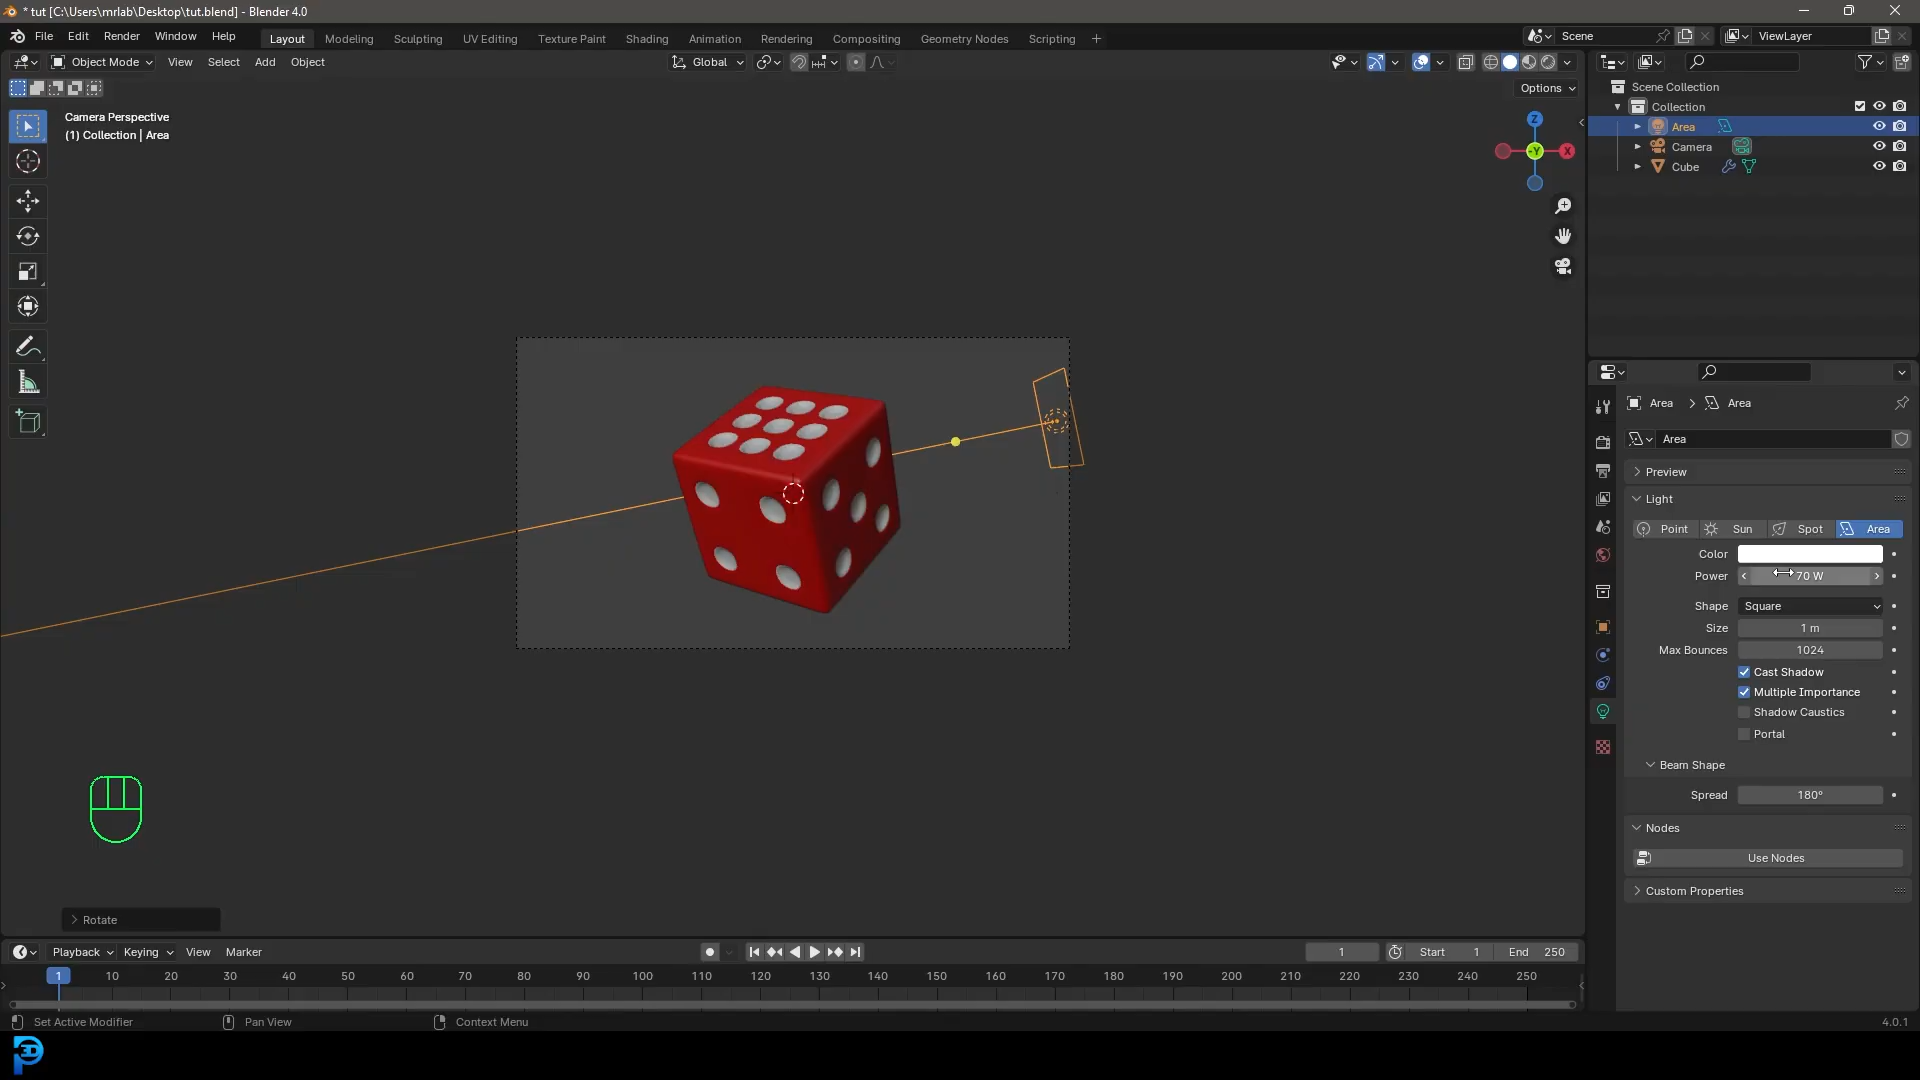 * tut [C:\Users\mrlab\Desktop\tut.blend] - Blender 4.0
File Edit Render Window Help
Layout Modeling Sculpting UV Editing Texture Paint Shading Animation Rendering Compositing Geometry Nodes Scripting +
Scene
ViewLayer
Object Mode View Select Add Object
Global
Options
Camera Perspective
(1) Collection | Area
Z
-Y
X
Scene Collection
Collection
Area
Camera
Cube
Area > Area
Area
Preview
Light
Point Sun Spot Area
Color
Power 70 W
Shape Square
Size 1 m
Max Bounces 1024
Cast Shadow
Multiple Importance
Shadow Caustics
Portal
Beam Shape
Spread 180°
Nodes
Use Nodes
Custom Properties
Rotate
Playback Keying View Marker
1
Start 1
End 250
1 10 20 30 40 50 60 70 80 90 100 110 120 130 140 150 160 170 180 190 200 210 220 230 240 250
Set Active Modifier
Pan View
Context Menu
4.0.1
3D